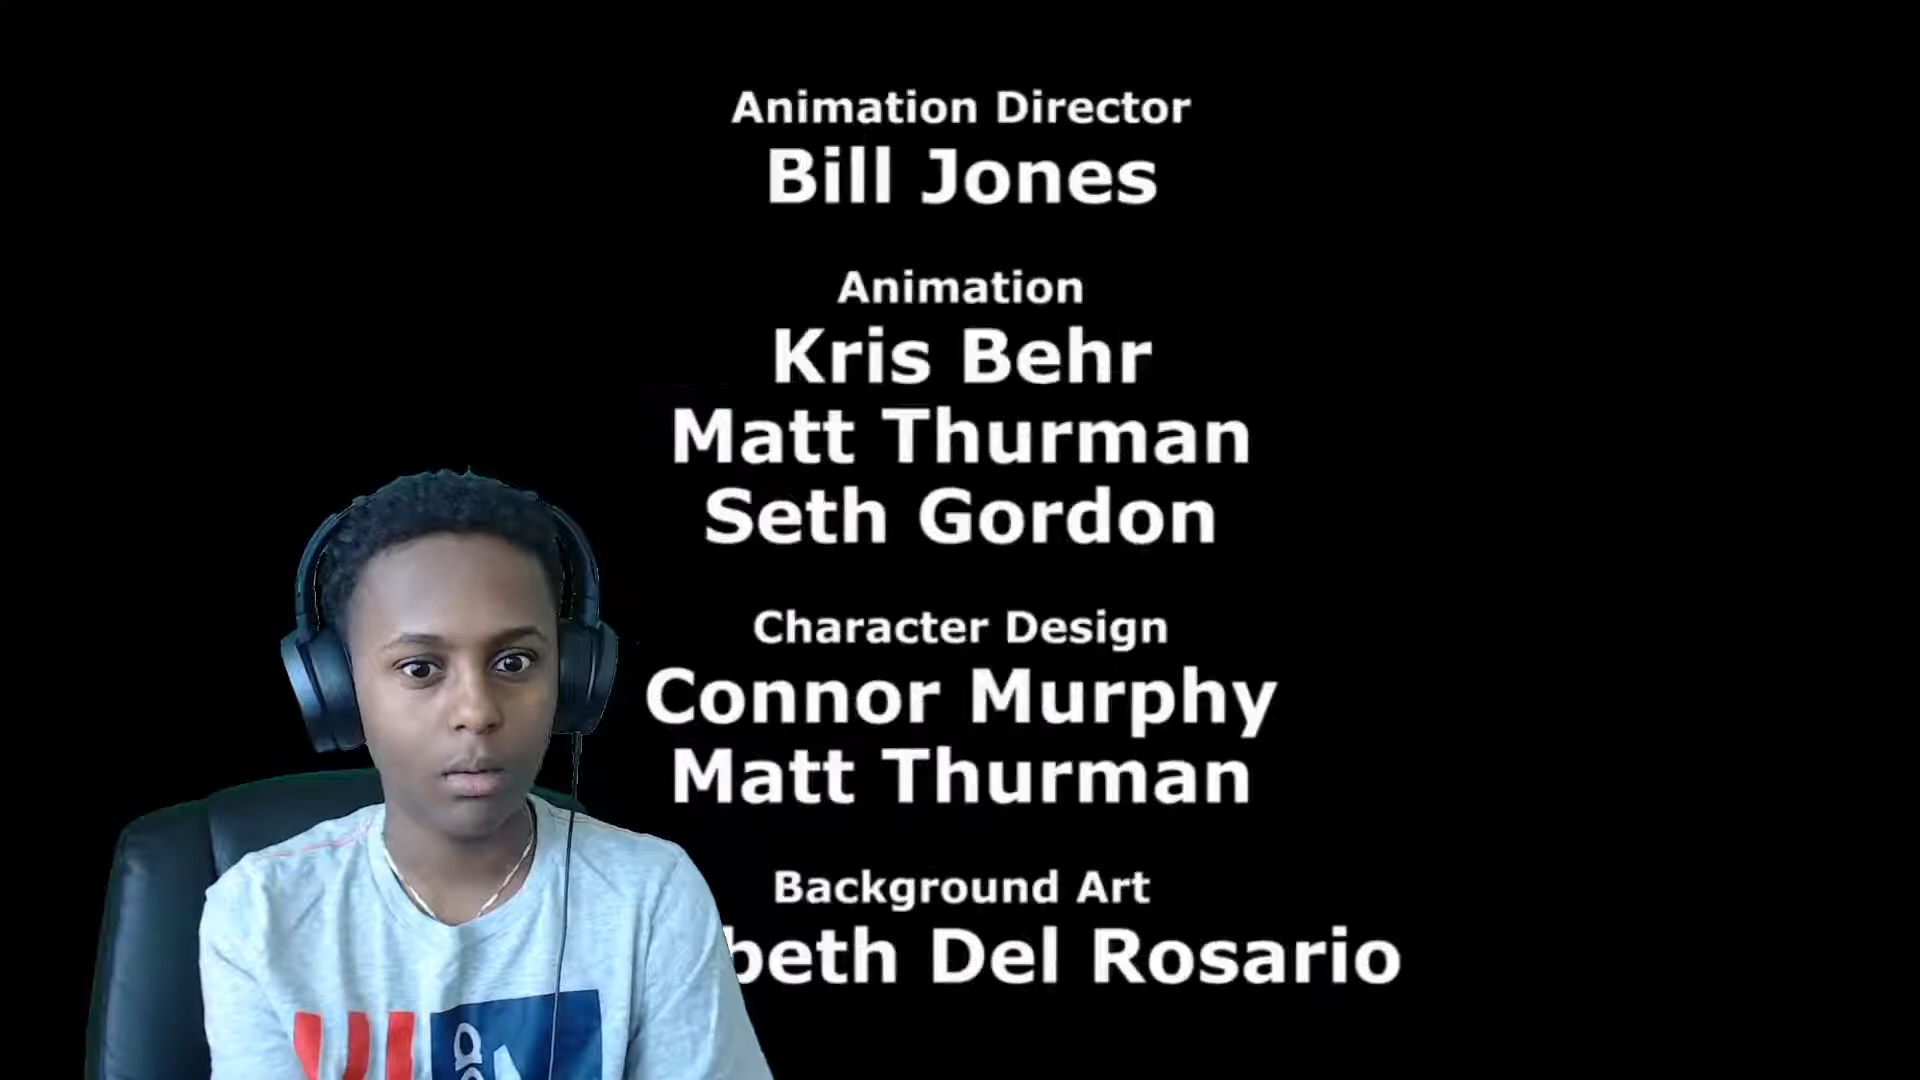 Animation Director
Bill Jones
Animation
Kris Behr
Matt Thurman
Seth Gordon
Character Design
Connor Murphy
Matt Thurman
Background Art
Del Rosario